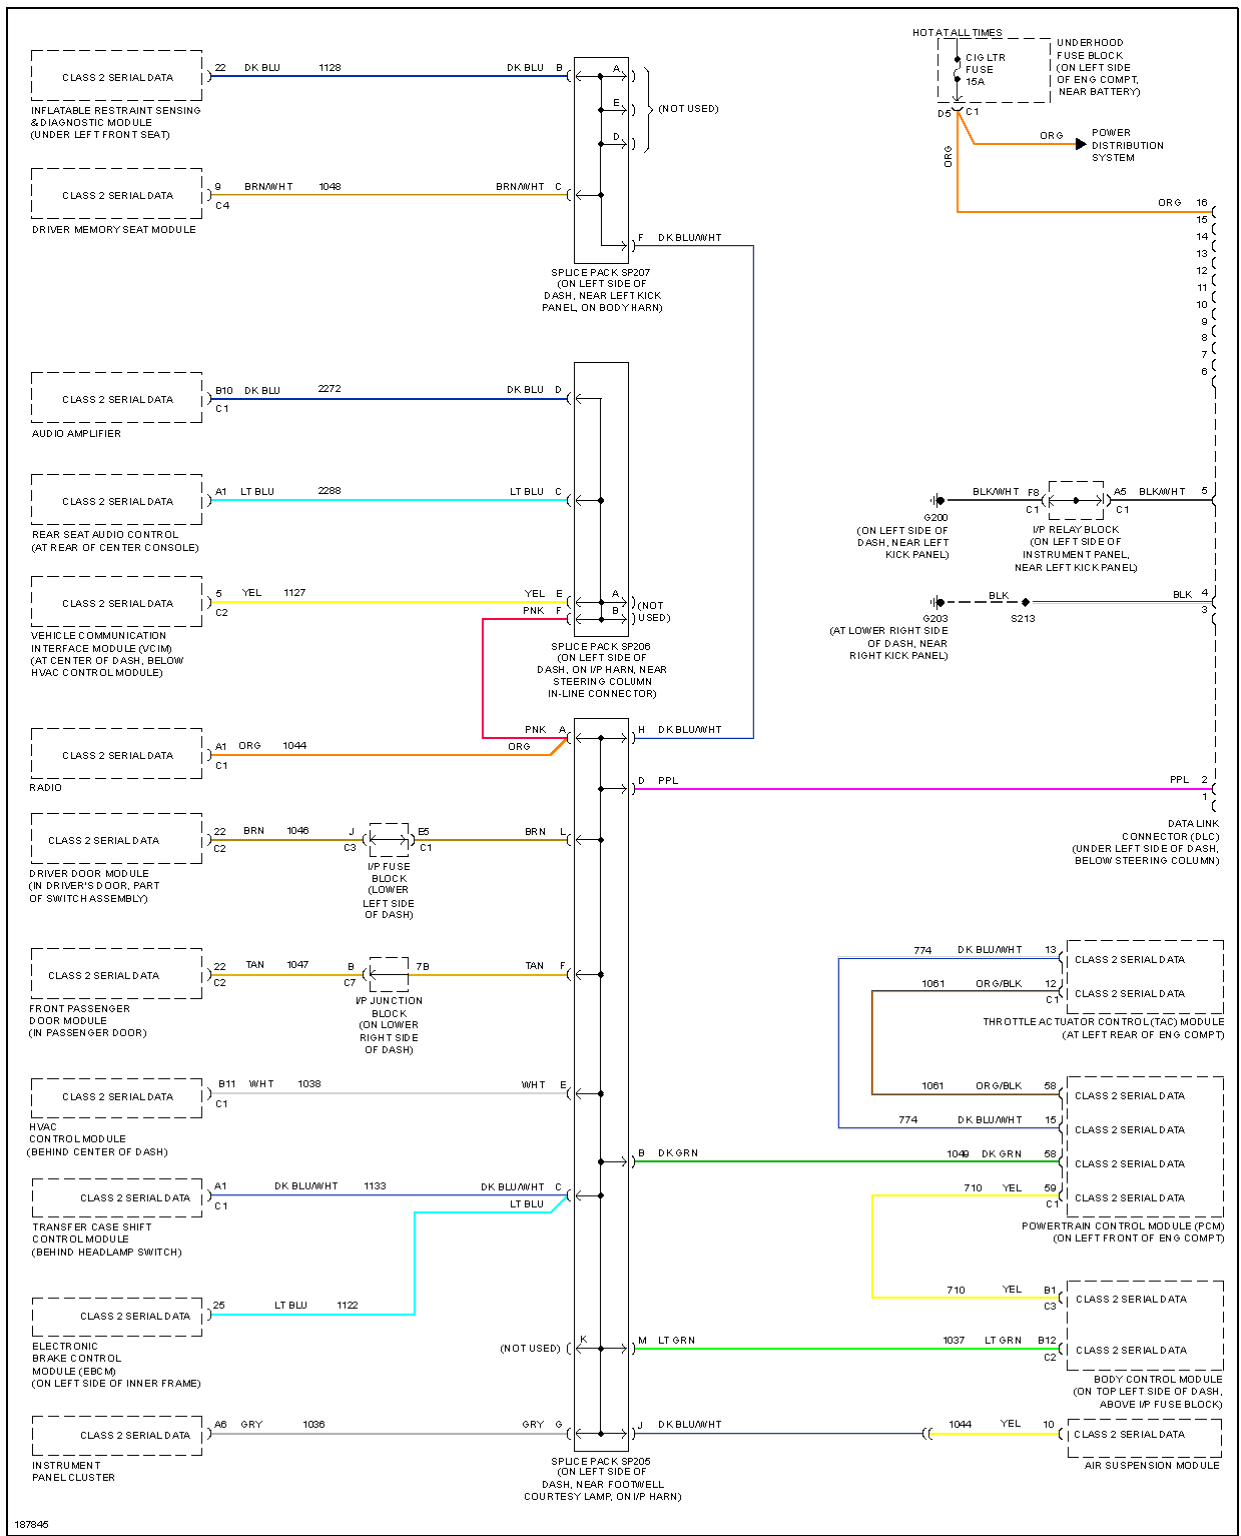 HOT AT ALL TIMES
CIG LTR
FUSE
15A
UNDERHOOD
FUSE BLOCK
(ON LEFT SIDE
OF ENG COMPT,
NEAR BATTERY)
D5 C1
ORG
ORG
POWER
DISTRIBUTION
SYSTEM
CLASS 2 SERIAL DATA
22 DK BLU 1128 DK BLU B
INFLATABLE RESTRAINT SENSING
& DIAGNOSTIC MODULE
(UNDER LEFT FRONT SEAT)
A
E
D
(NOT USED)
CLASS 2 SERIAL DATA
9 BRN/WHT 1048 BRN/WHT C
C4
DRIVER MEMORY SEAT MODULE
F DK BLU/WHT
SPLICE PACK SP207
(ON LEFT SIDE OF
DASH, NEAR LEFT KICK
PANEL, ON BODY HARN)
ORG 16
15
14
13
12
11
10
9
8
7
6
CLASS 2 SERIAL DATA
B10 DK BLU 2272 DK BLU D
C1
AUDIO AMPLIFIER
CLASS 2 SERIAL DATA
A1 LT BLU 2288 LT BLU C
REAR SEAT AUDIO CONTROL
(AT REAR OF CENTER CONSOLE)
CLASS 2 SERIAL DATA
5 YEL 1127 YEL E
C2
PNK F
A
B
(NOT
USED)
VEHICLE COMMUNICATION
INTERFACE MODULE (VCIM)
(AT CENTER OF DASH, BELOW
HVAC CONTROL MODULE)
SPLICE PACK SP206
(ON LEFT SIDE OF
DASH, ON I/P HARN, NEAR
STEERING COLUMN
IN-LINE CONNECTOR)
BLK/WHT F8 A5 BLK/WHT 5
C1 C1
G200
(ON LEFT SIDE OF
DASH, NEAR LEFT
KICK PANEL)
I/P RELAY BLOCK
(ON LEFT SIDE OF
INSTRUMENT PANEL,
NEAR LEFT KICK PANEL)
BLK BLK 4
3
G203 S213
(AT LOWER RIGHT SIDE
OF DASH, NEAR
RIGHT KICK PANEL)
PNK A
H DK BLU/WHT
CLASS 2 SERIAL DATA
A1 ORG 1044 ORG
C1
RADIO
D PPL PPL 2
1
DATA LINK
CONNECTOR (DLC)
(UNDER LEFT SIDE OF DASH,
BELOW STEERING COLUMN)
CLASS 2 SERIAL DATA
22 BRN 1046 J E5 BRN L
C2 C3 C1
DRIVER DOOR MODULE
(IN DRIVER'S DOOR, PART
OF SWITCH ASSEMBLY)
I/P FUSE
BLOCK
(LOWER
LEFT SIDE
OF DASH)
CLASS 2 SERIAL DATA
22 TAN 1047 B 7B TAN F
C2 C7
FRONT PASSENGER
DOOR MODULE
(IN PASSENGER DOOR)
I/P JUNCTION
BLOCK
(ON LOWER
RIGHT SIDE
OF DASH)
774 DK BLU/WHT 13
CLASS 2 SERIAL DATA
1061 ORG/BLK 12
C1
CLASS 2 SERIAL DATA
THROTTLE ACTUATOR CONTROL (TAC) MODULE
(AT LEFT REAR OF ENG COMPT)
CLASS 2 SERIAL DATA
B11 WHT 1038 WHT E
C1
HVAC
CONTROL MODULE
(BEHIND CENTER OF DASH)
1061 ORG/BLK 58
CLASS 2 SERIAL DATA
774 DK BLU/WHT 15
CLASS 2 SERIAL DATA
B DK GRN 1049 DK GRN 58
CLASS 2 SERIAL DATA
710 YEL 59
C1
CLASS 2 SERIAL DATA
POWERTRAIN CONTROL MODULE (PCM)
(ON LEFT FRONT OF ENG COMPT)
CLASS 2 SERIAL DATA
A1 DK BLU/WHT 1133 DK BLU/WHT C
C1
LT BLU
TRANSFER CASE SHIFT
CONTROL MODULE
(BEHIND HEADLAMP SWITCH)
710 YEL B1
C3
CLASS 2 SERIAL DATA
CLASS 2 SERIAL DATA
25 LT BLU 1122
ELECTRONIC
BRAKE CONTROL
MODULE (EBCM)
(ON LEFT SIDE OF INNER FRAME)
(NOT USED) K
M LT GRN 1037 LT GRN B12
C2
CLASS 2 SERIAL DATA
BODY CONTROL MODULE
(ON TOP LEFT SIDE OF DASH,
ABOVE I/P FUSE BLOCK)
CLASS 2 SERIAL DATA
A6 GRY 1036 GRY G
INSTRUMENT
PANEL CLUSTER
J DK BLU/WHT 1044 YEL 10
CLASS 2 SERIAL DATA
AIR SUSPENSION MODULE
SPLICE PACK SP205
(ON LEFT SIDE OF
DASH, NEAR FOOTWELL
COURTESY LAMP, ON I/P HARN)
187845